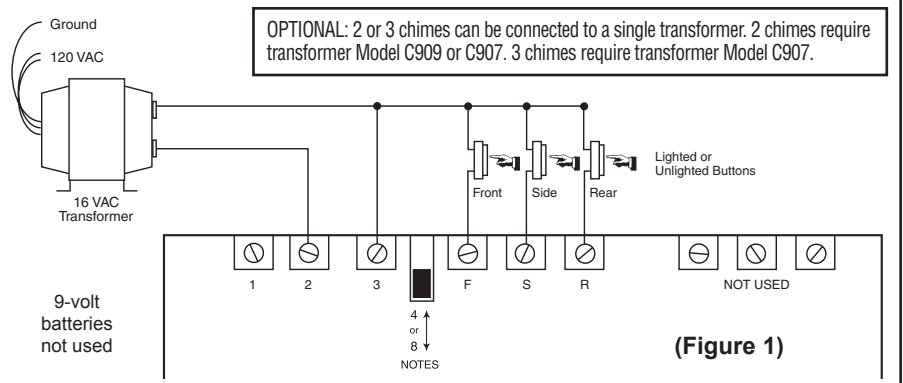 Ground
120 VAC
OPTIONAL: 2 or 3 chimes can be connected to a single transformer. 2 chimes require
transformer Model C909 or C907. 3 chimes require transformer Model C907.
Lighted or
Unlighted Buttons
Front
Side
Rear
16 VAC
Transformer
1
2
3
F
S
R
NOT USED
9-volt
batteries
not used
4
or
8
NOTES
(Figure 1)